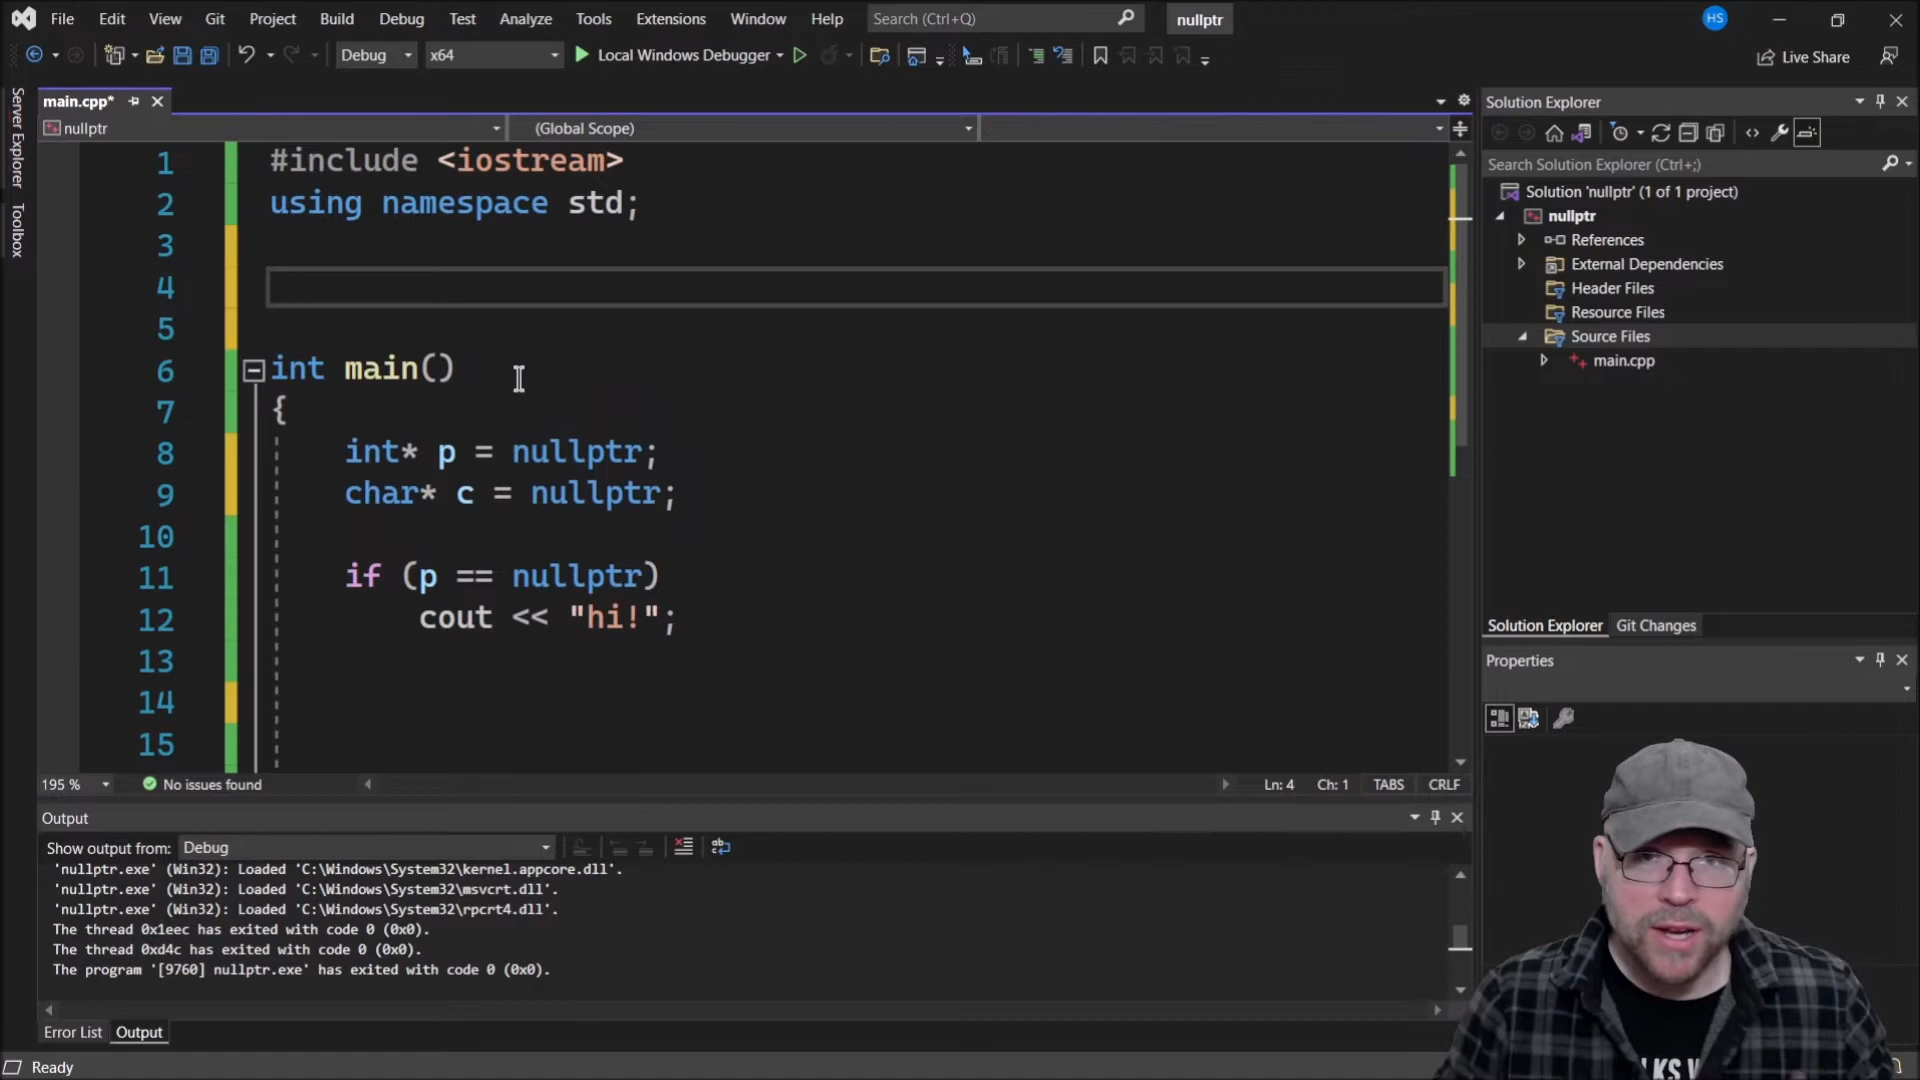 File Edit View Git Project Build Debug Test Analyze Tools Extensions Window Help Search (Ctrl+Q) nullptr HS
Debug x64 Local Windows Debugger Live Share
Server Explorer
Toolbox
main.cpp*
nullptr (Global Scope)
1 #include <iostream>
2 using namespace std;
3
4
5
6 int main()
7 {
8 int* p = nullptr;
9 char* c = nullptr;
10
11 if (p == nullptr)
12 cout << "hi!";
13
14
15
195 % No issues found Ln: 4 Ch: 1 TABS CRLF
Output
Show output from: Debug
'nullptr.exe' (Win32): Loaded 'C:\Windows\System32\kernel.appcore.dll'.
'nullptr.exe' (Win32): Loaded 'C:\Windows\System32\msvcrt.dll'.
'nullptr.exe' (Win32): Loaded 'C:\Windows\System32\rpcrt4.dll'.
The thread 0x1eec has exited with code 0 (0x0).
The thread 0xd4c has exited with code 0 (0x0).
The program '[9760] nullptr.exe' has exited with code 0 (0x0).
Error List Output
Ready
Solution Explorer
Search Solution Explorer (Ctrl+;)
Solution 'nullptr' (1 of 1 project)
nullptr
References
External Dependencies
Header Files
Resource Files
Source Files
main.cpp
Solution Explorer Git Changes
Properties